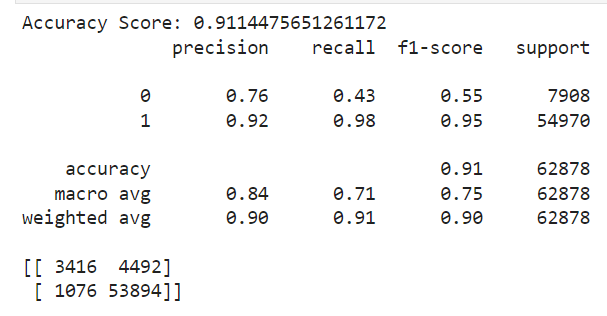 Accuracy Score: 0.9114475651261172
precision recall f1-score support
0 0.76 0.43 0.55 7908
1 0.92 0.98 0.95 54970
accuracy 0.91 62878
macro avg 0.84 0.71 0.75 62878
weighted avg 0.90 0.91 0.90 62878
[[ 3416 4492]
[ 1076 53894]]